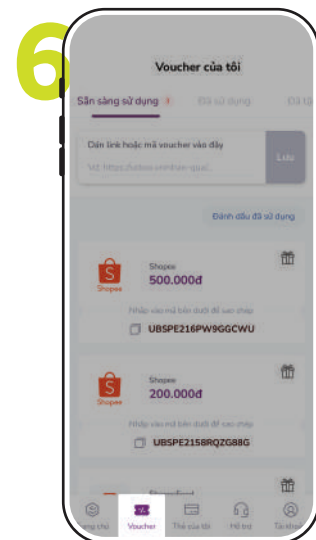 6
Voucher của tôi
Sẵn sàng sử dụng Đã sử dụng Đã
Dán link hoặc mã voucher vào đây
Lưu
Đánh dấu đã sử dụng
Shopee
500.000đ
Shopee
Nhập vào mã bên dưới để sao chép
UBSPE216PW9GGCWU
Shopee
200.000đ
Shopee
Nhập vào mã bên dưới để sao chép
UBSPE2158RQZG88G
Trang chủ Voucher Thẻ của tôi Hỗ trợ Tài khoản